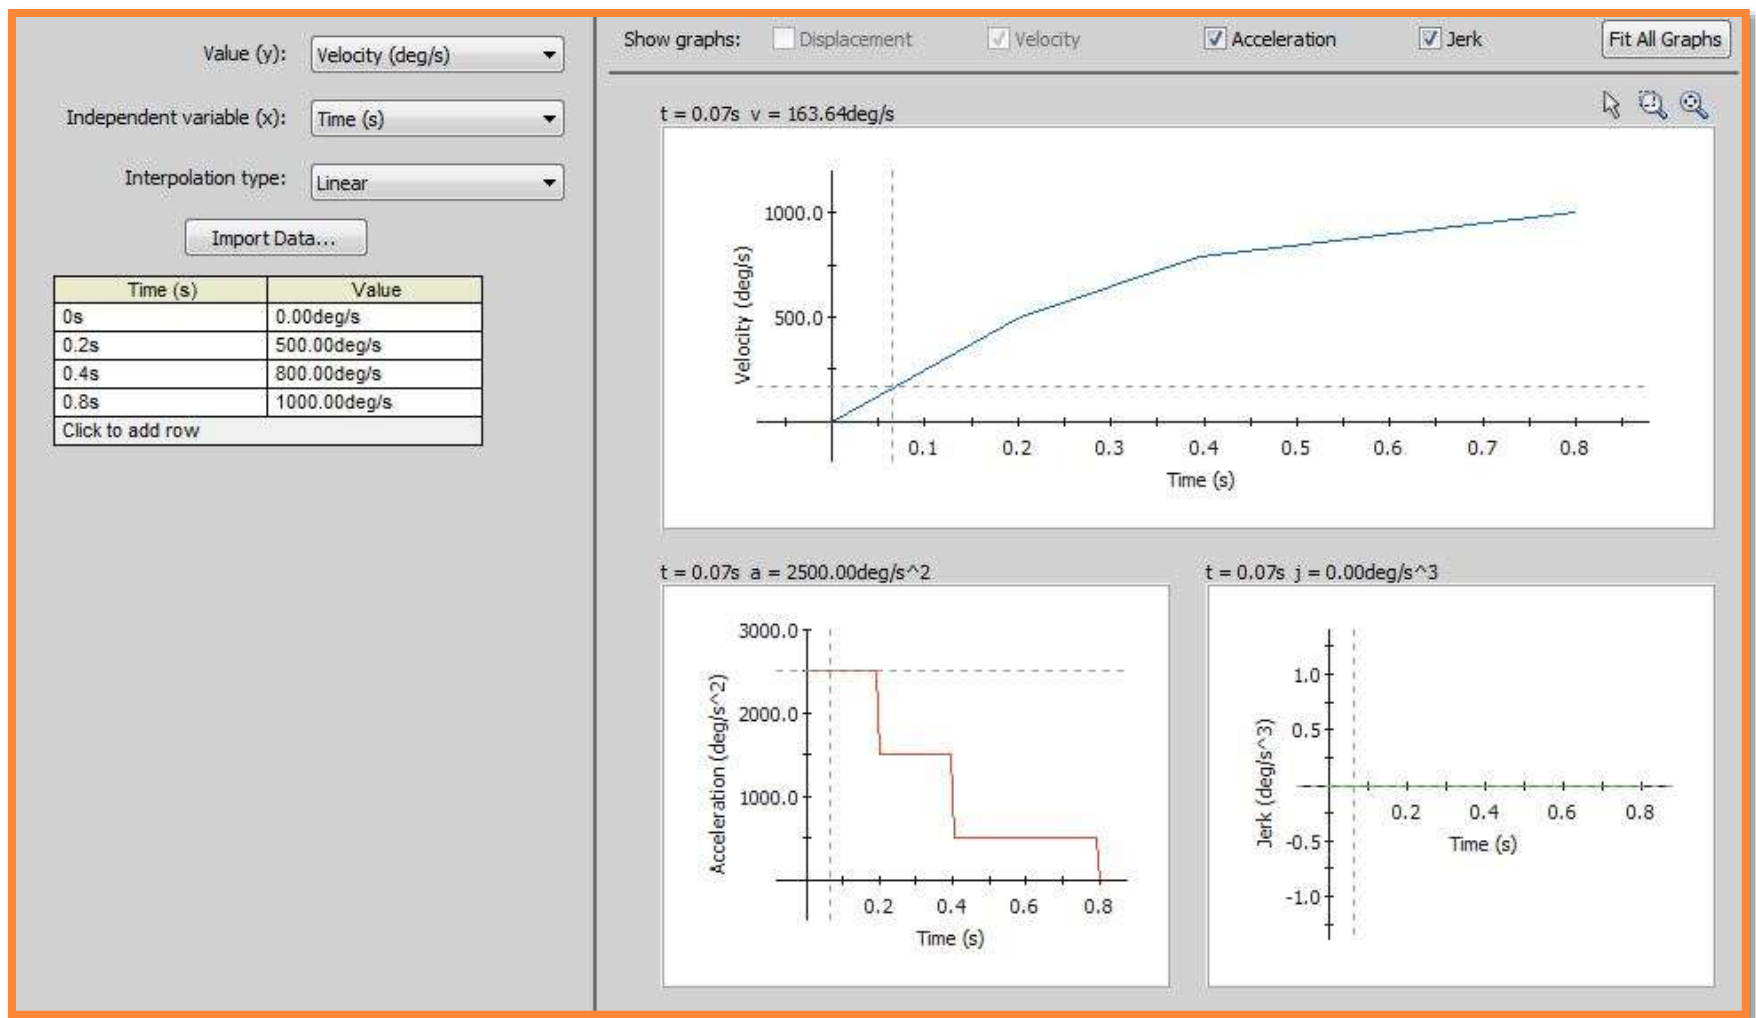 Value (y): Velocity (deg/s)
Independent variable (x): Time (s)
Interpolation type: Linear
Import Data...
Time (s) Value
0s 0.00deg/s
0.2s 500.00deg/s
0.4s 800.00deg/s
0.8s 1000.00deg/s
Click to add row
Show graphs: Displacement Velocity Acceleration Jerk Fit All Graphs
t = 0.07s v = 163.64deg/s
1000.0
500.0
Velocity (deg/s)
0.1 0.2 0.3 0.4 0.5 0.6 0.7 0.8
Time (s)
t = 0.07s a = 2500.00deg/s^2
3000.0
2000.0
1000.0
Acceleration (deg/s^2)
0.2 0.4 0.6 0.8
Time (s)
t = 0.07s j = 0.00deg/s^3
1.0
0.5
-0.5
-1.0
Jerk (deg/s^3)
0.2 0.4 0.6 0.8
Time (s)